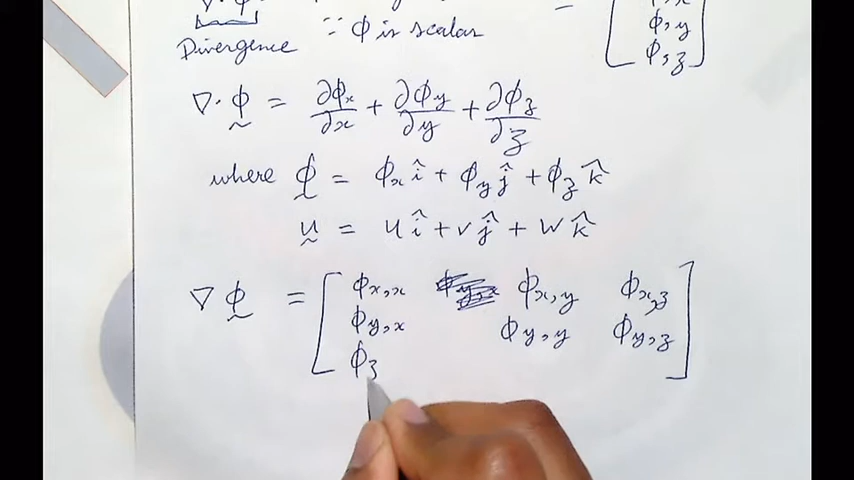 Divergence ∵ ϕ is scalar = [ϕ,y
ϕ,z]
∇· ϕ̰ = ∂ϕx/∂x + ∂ϕy/∂y + ∂ϕz/∂z
where ϕ̰ = ϕx î + ϕy ĵ + ϕz k̂
ṵ = u î + v ĵ + w k̂
∇ ϕ̰ = [ϕx,x ϕx,y ϕx,z
ϕy,x ϕy,y ϕy,z
ϕz]